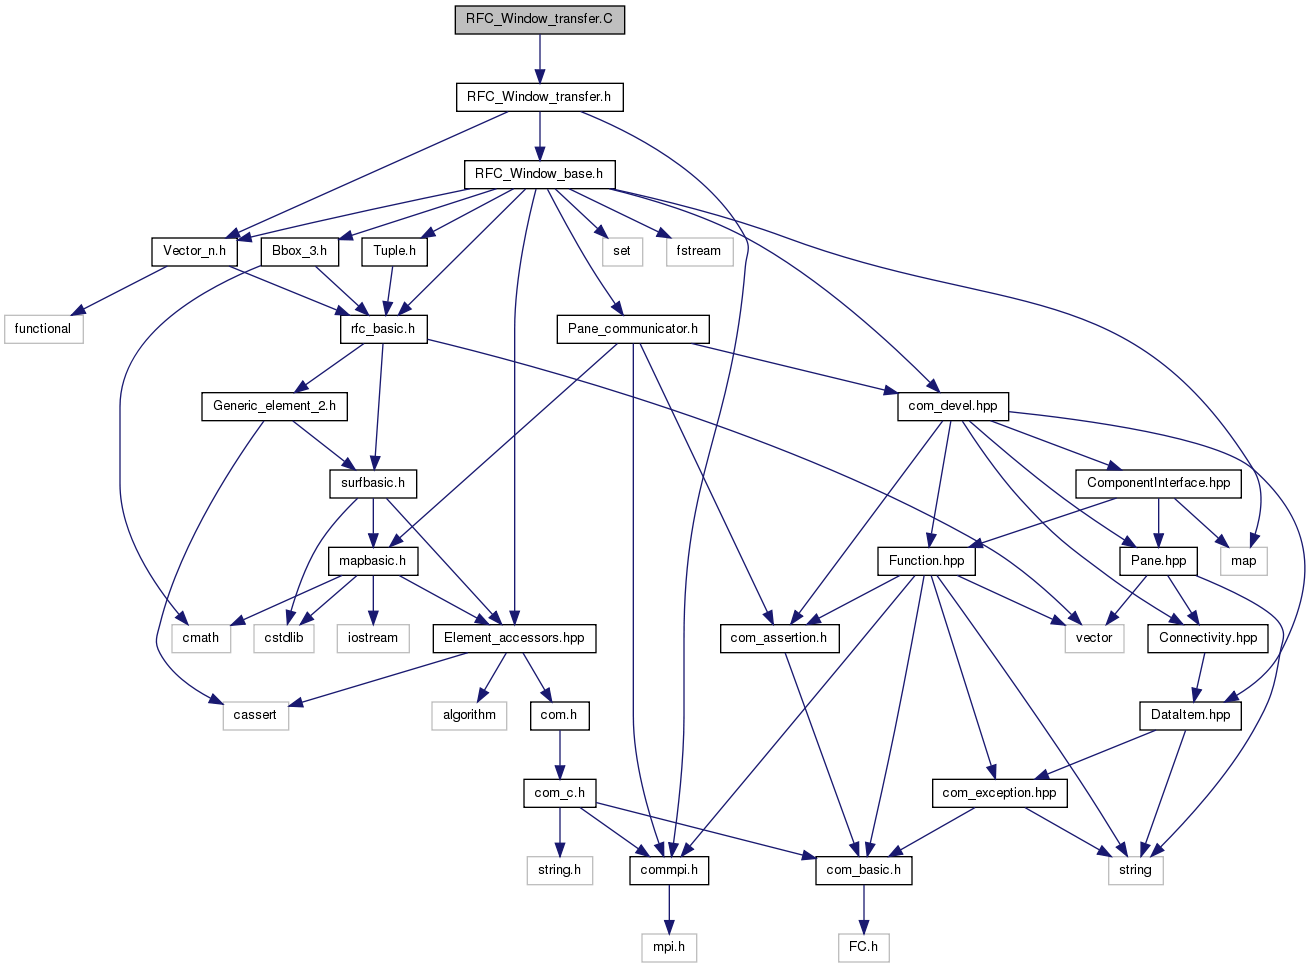 RFC_Window_transfer.C
RFC_Window_transfer.h
RFC_Window_base.h
Vector_n.h
Bbox_3.h
Tuple.h
set
fstream
functional
rfc_basic.h
Pane_communicator.h
Generic_element_2.h
com_devel.hpp
surfbasic.h
ComponentInterface.hpp
mapbasic.h
Function.hpp
Pane.hpp
map
cmath
cstdlib
iostream
Element_accessors.hpp
com_assertion.h
vector
Connectivity.hpp
cassert
algorithm
com.h
DataItem.hpp
com_c.h
com_exception.hpp
string.h
commpi.h
com_basic.h
string
mpi.h
FC.h